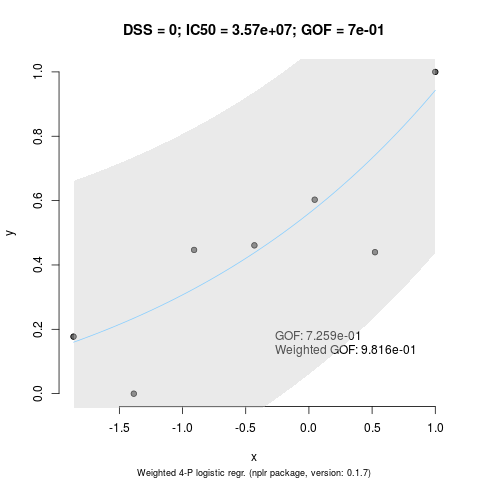 DSS = 0; IC50 = 3.57e+07; GOF = 7e-01
1.0
0.8
0.6
0.4
0.2
0.0
y
GOF: 7.259e-01
Weighted GOF: 9.816e-01
-1.5 -1.0 -0.5 0.0 0.5 1.0
x
Weighted 4-P logistic regr. (nplr package, version: 0.1.7)